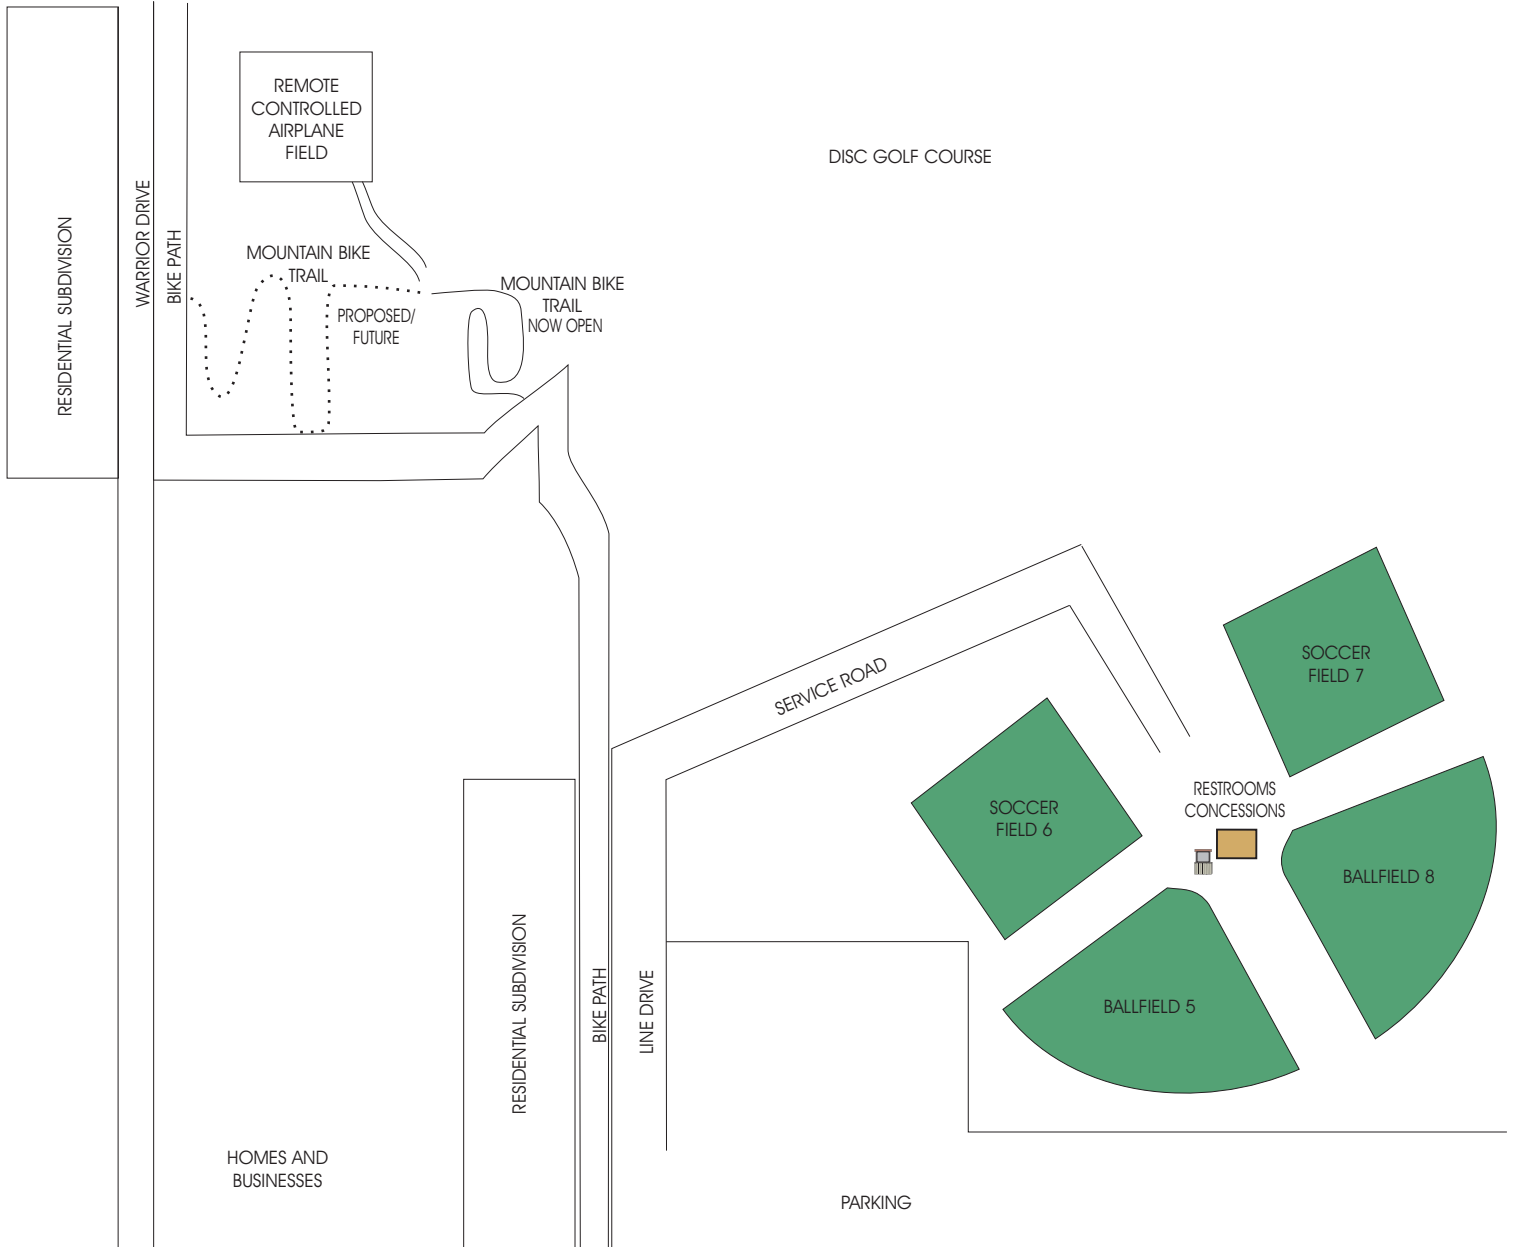 REMOTE
CONTROLLED
AIRPLANE
FIELD
DISC GOLF COURSE
RESIDENTIAL SUBDIVISION
WARRIOR DRIVE
BIKE PATH
MOUNTAIN BIKE
TRAIL
PROPOSED/
FUTURE
MOUNTAIN BIKE
TRAIL
NOW OPEN
SERVICE ROAD
SOCCER
FIELD 7
SOCCER
FIELD 6
RESTROOMS
CONCESSIONS
BALLFIELD 8
BALLFIELD 5
RESIDENTIAL SUBDIVISION
BIKE PATH
LINE DRIVE
HOMES AND
BUSINESSES
PARKING